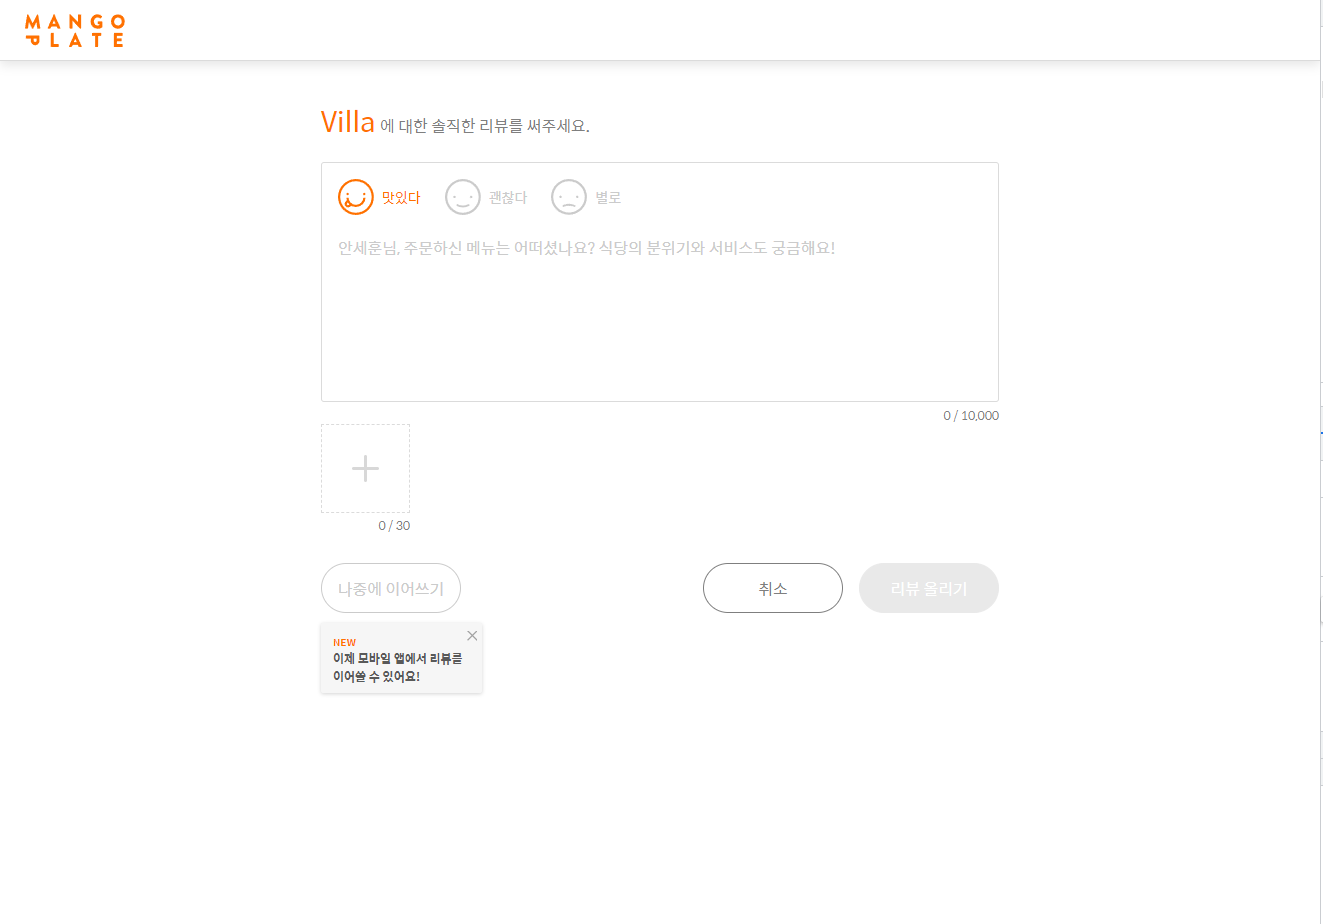 MANGO
PLATE
Villa 에 대한 솔직한 리뷰를 써주세요.
맛있다 괜찮다 별로
안세훈님, 주문하신 메뉴는 어떠셨나요? 식당의 분위기와 서비스도 궁금해요!
0 / 10,000
0 / 30
나중에 이어쓰기 취소 리뷰 올리기
NEW
이제 모바일 앱에서 리뷰를
이어쓸 수 있어요!